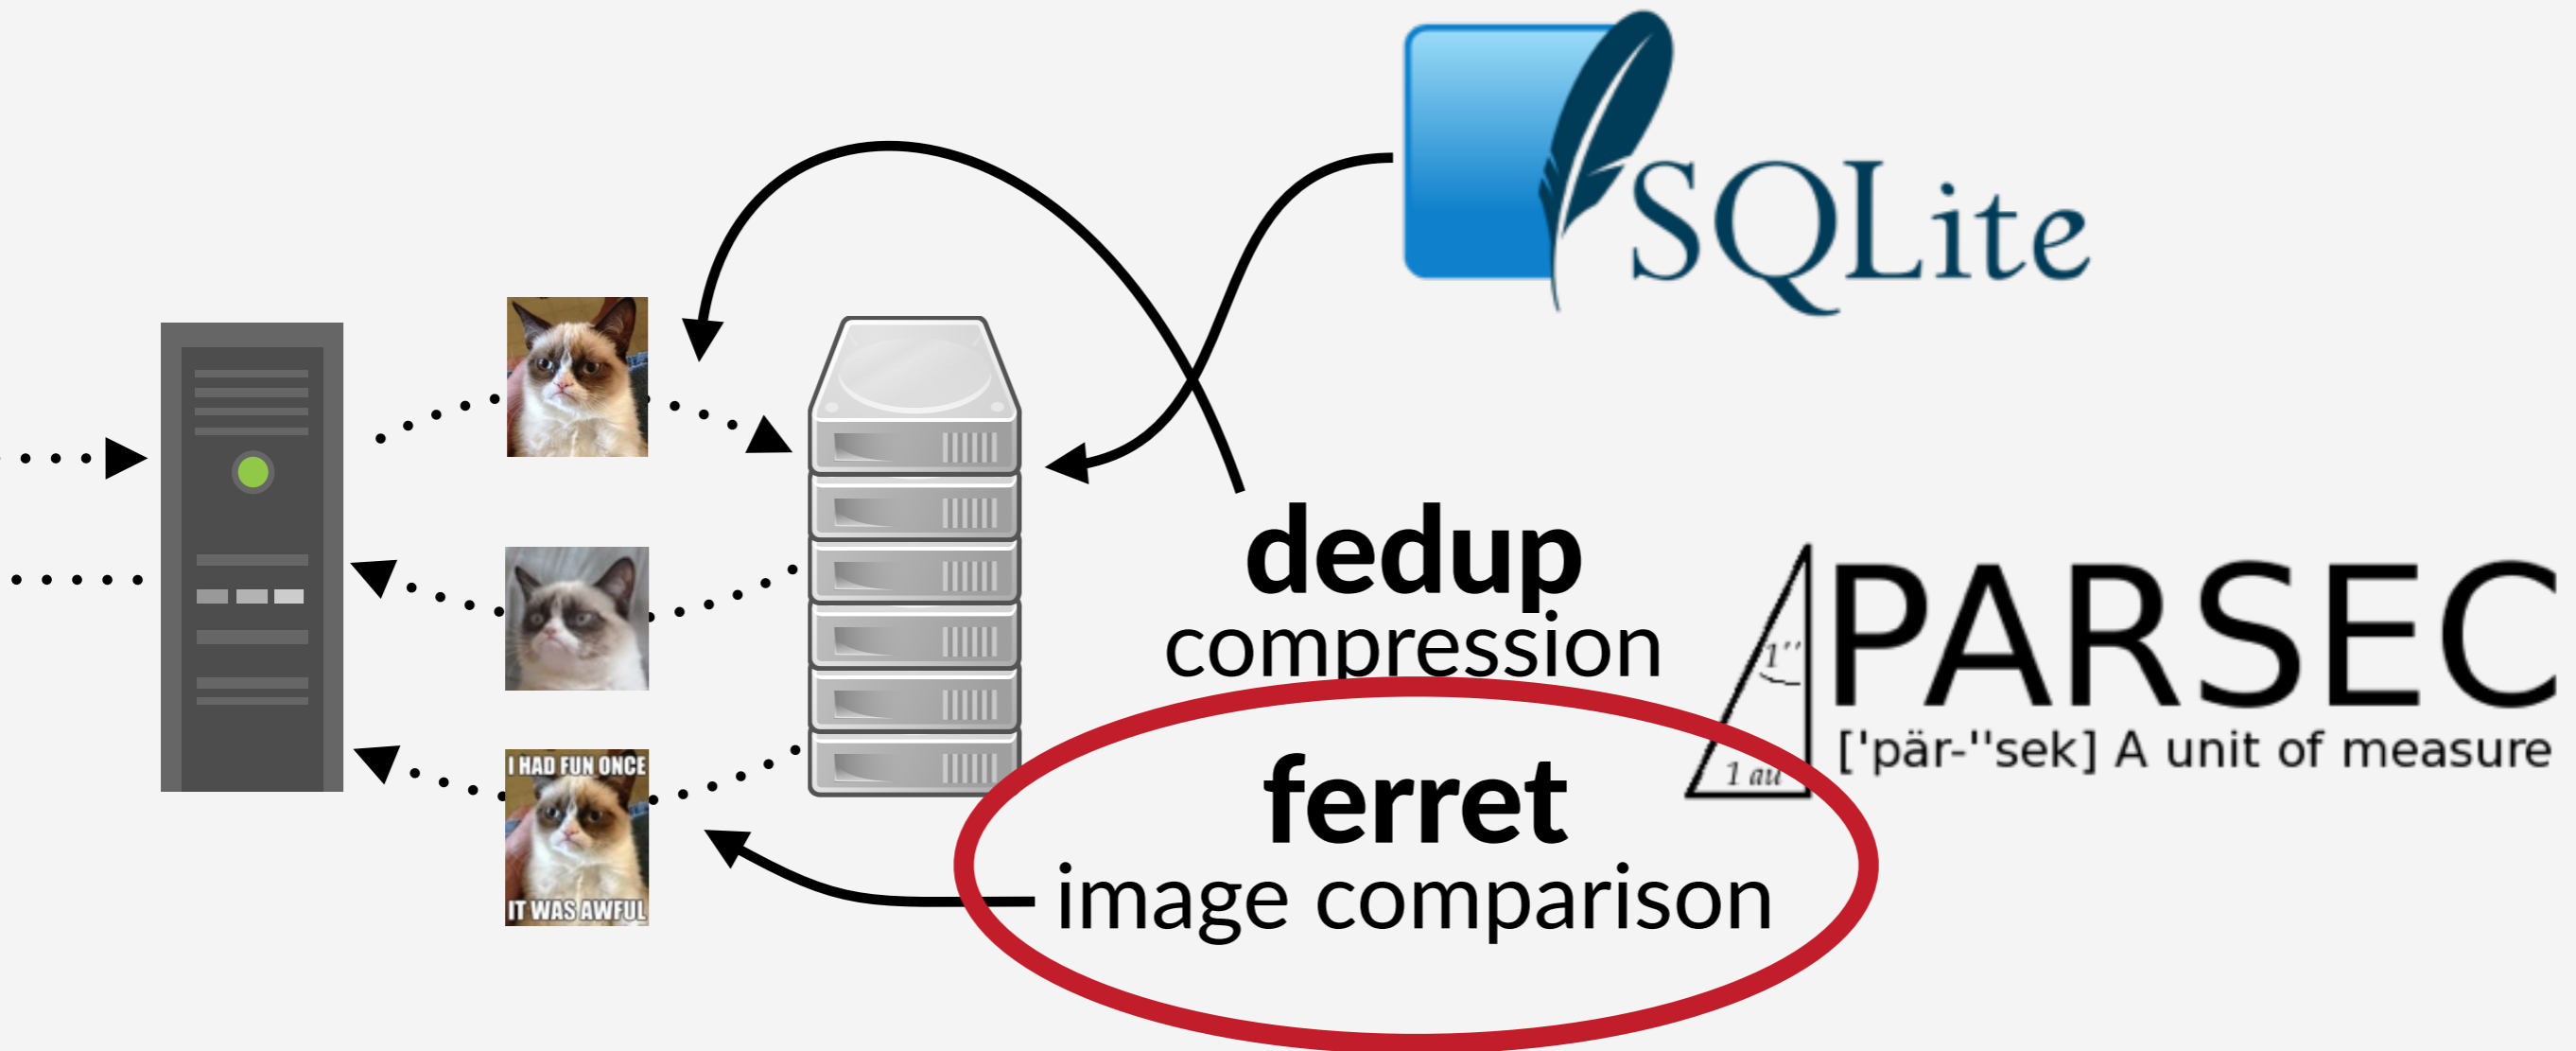 SQLite
dedup
compression
PARSEC
['pär-''sek] A unit of measure
1''
1 au
ferret
image comparison
I HAD FUN ONCE
IT WAS AWFUL